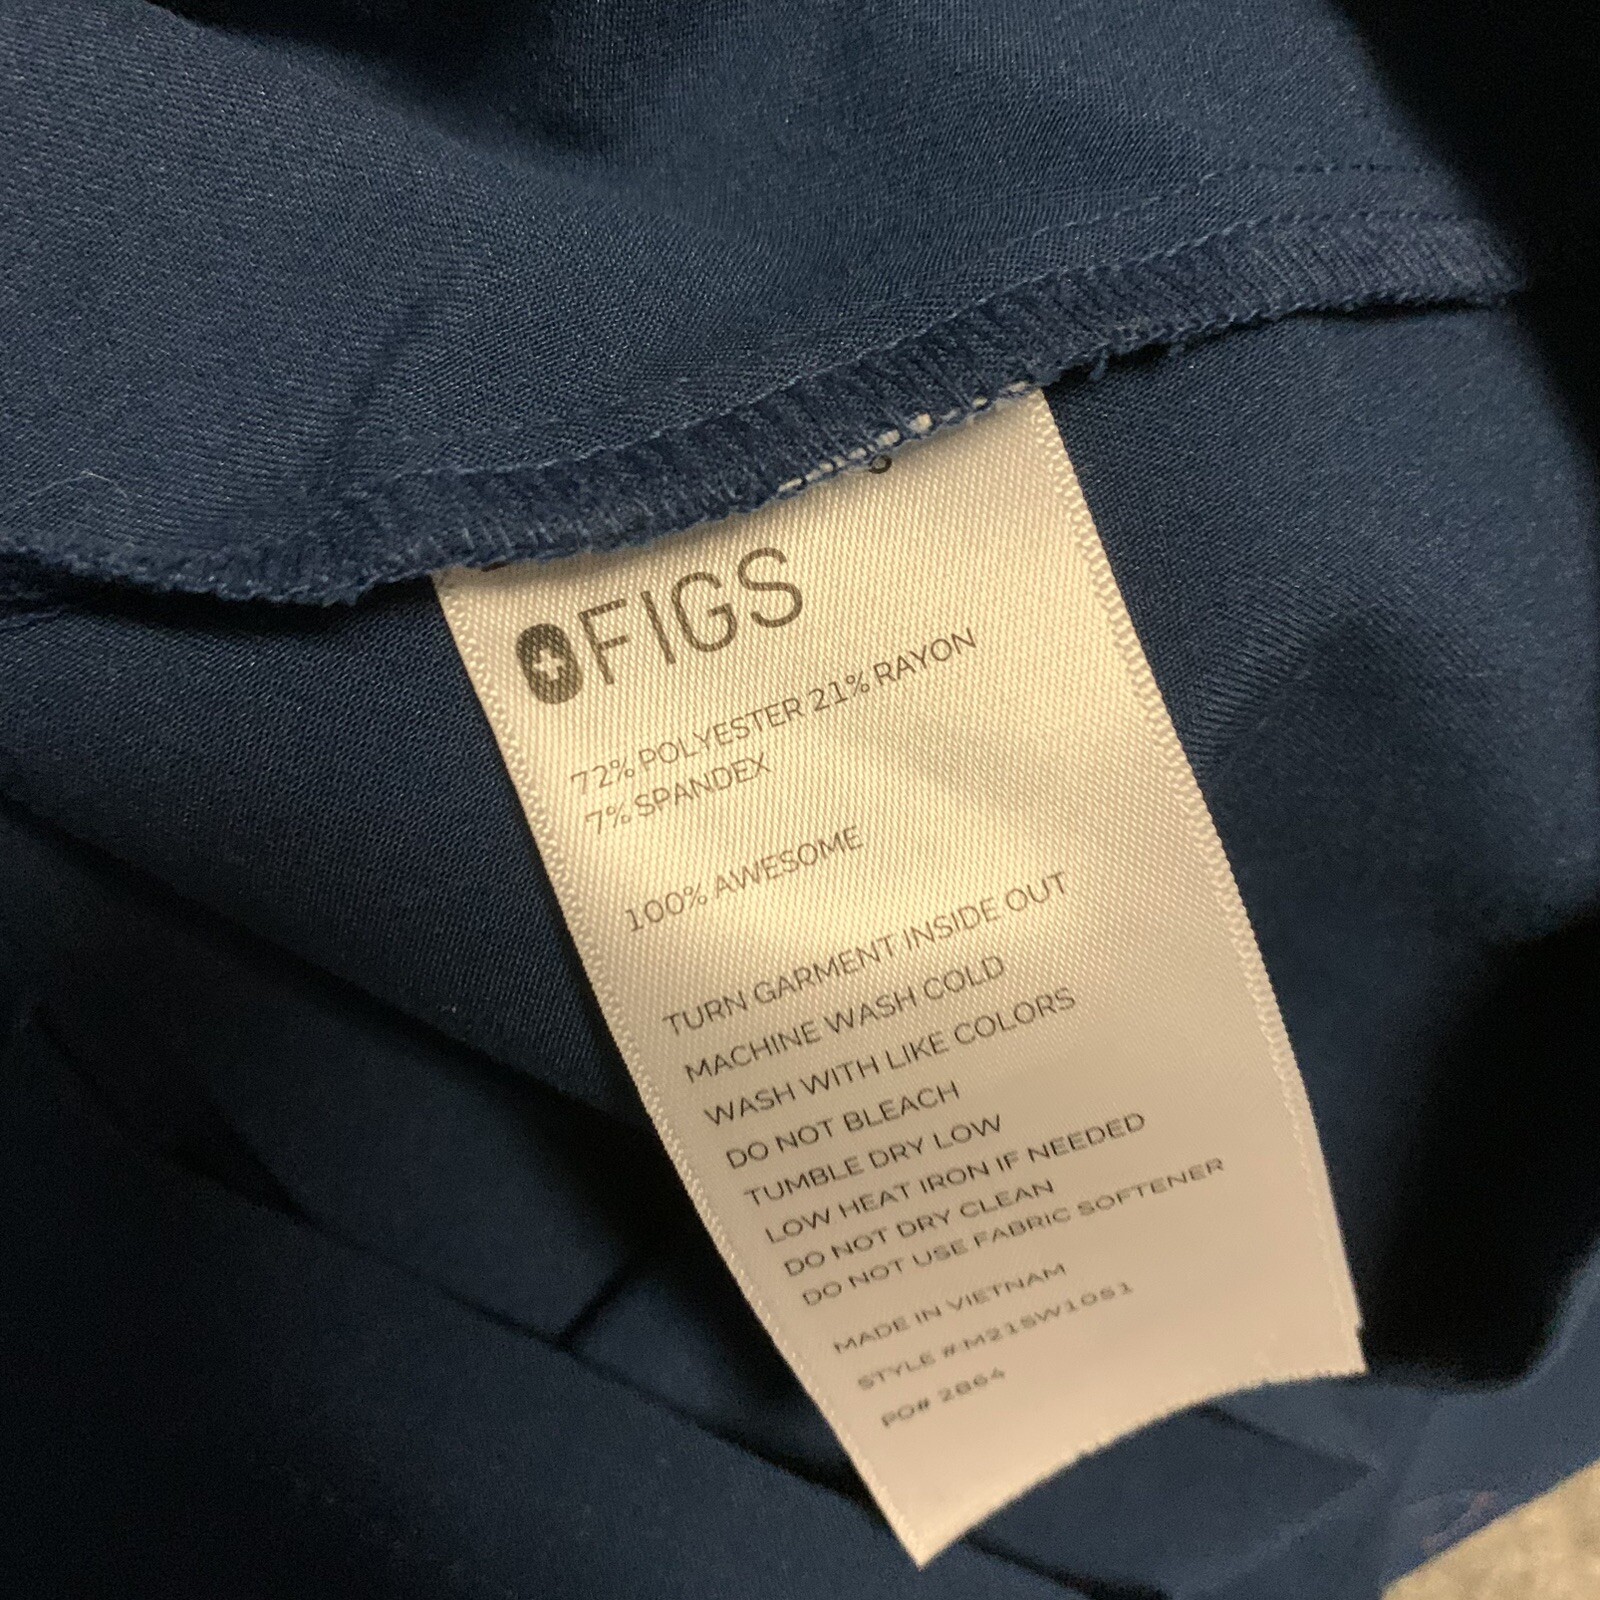 FIGS
72% POLYESTER 21% RAYON
7% SPANDEX
100% AWESOME
TURN GARMENT INSIDE OUT
MACHINE WASH COLD
WASH WITH LIKE COLORS
DO NOT BLEACH
TUMBLE DRY LOW
LOW HEAT IRON IF NEEDED
DO NOT DRY CLEAN
DO NOT USE FABRIC SOFTENER
MADE IN VIETNAM
STYLE # M21SW10S1
PO# 2864